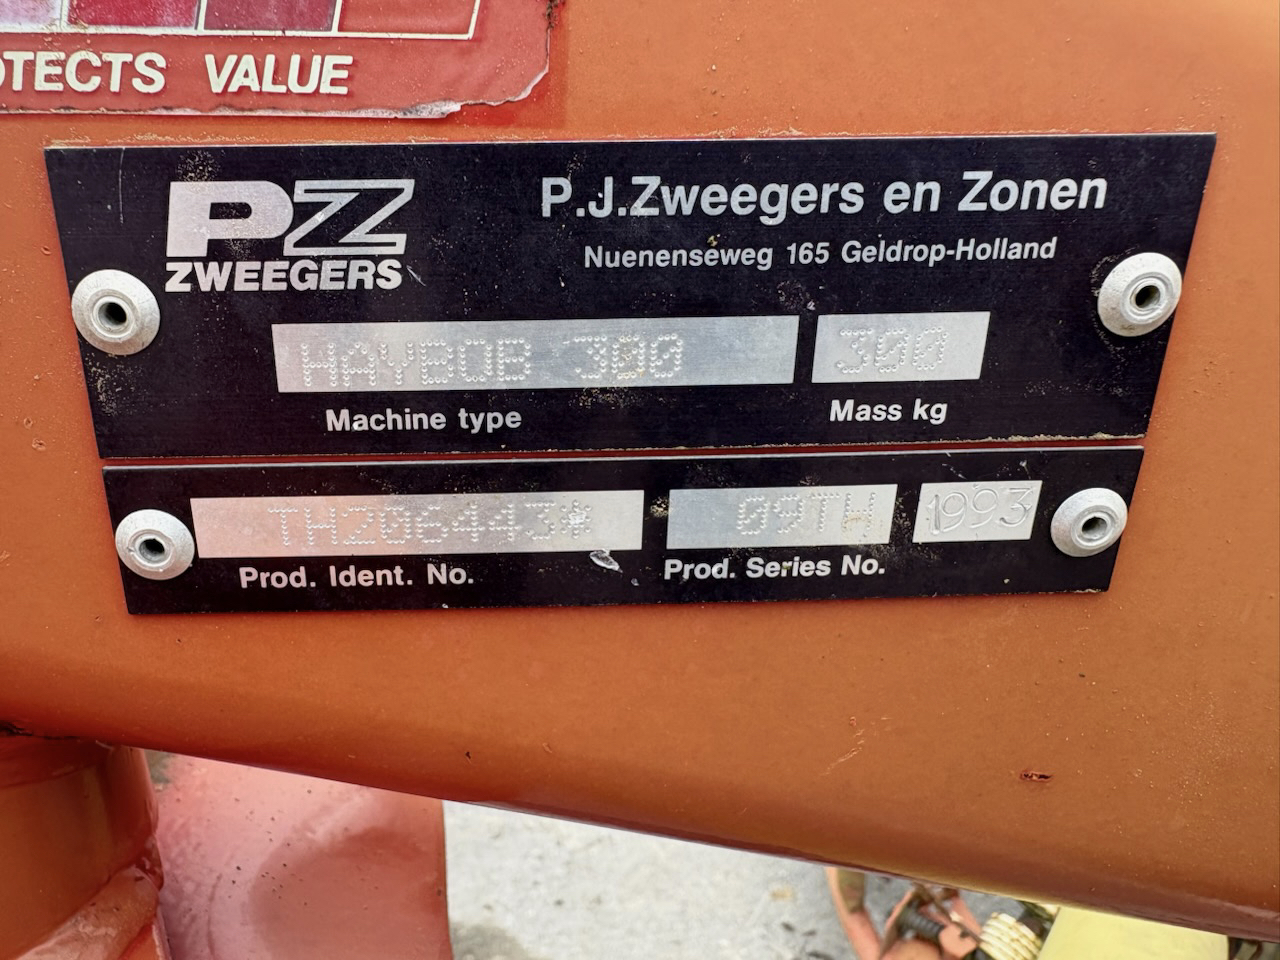 OTECTS VALUE
PZ
ZWEEGERS
P.J.Zweegers en Zonen
Nuenenseweg 165 Geldrop-Holland
HAYBOB 300
300
Machine type
Mass kg
TH206443*
09TH
1993
Prod. Ident. No.
Prod. Series No.